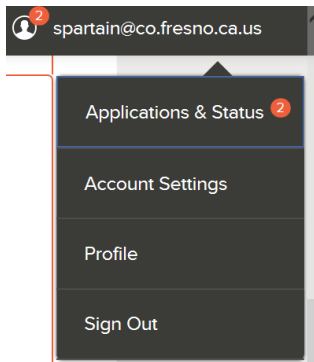 2
spartain@co.fresno.ca.us
Applications & Status 2
Account Settings
Profile
Sign Out